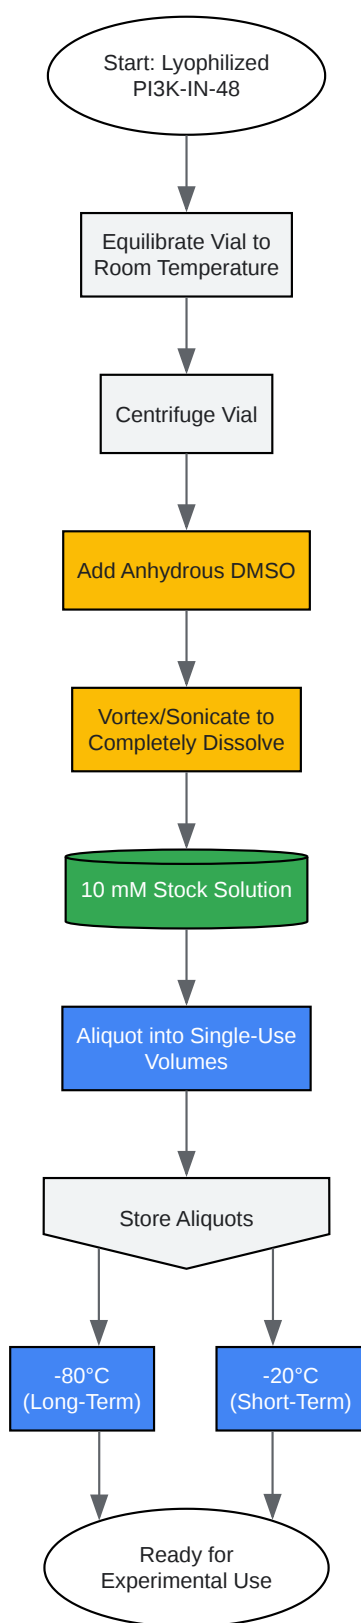 Start: Lyophilized
PI3K-IN-48
Equilibrate Vial to
Room Temperature
Centrifuge Vial
Add Anhydrous DMSO
Vortex/Sonicate to
Completely Dissolve
10 mM Stock Solution
Aliquot into Single-Use
Volumes
Store Aliquots
-80°C
(Long-Term)
-20°C
(Short-Term)
Ready for
Experimental Use